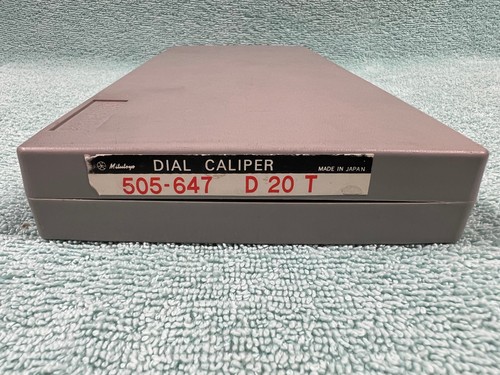 Mitutoyo DIAL CALIPER MADE IN JAPAN
505-647 D 20 T